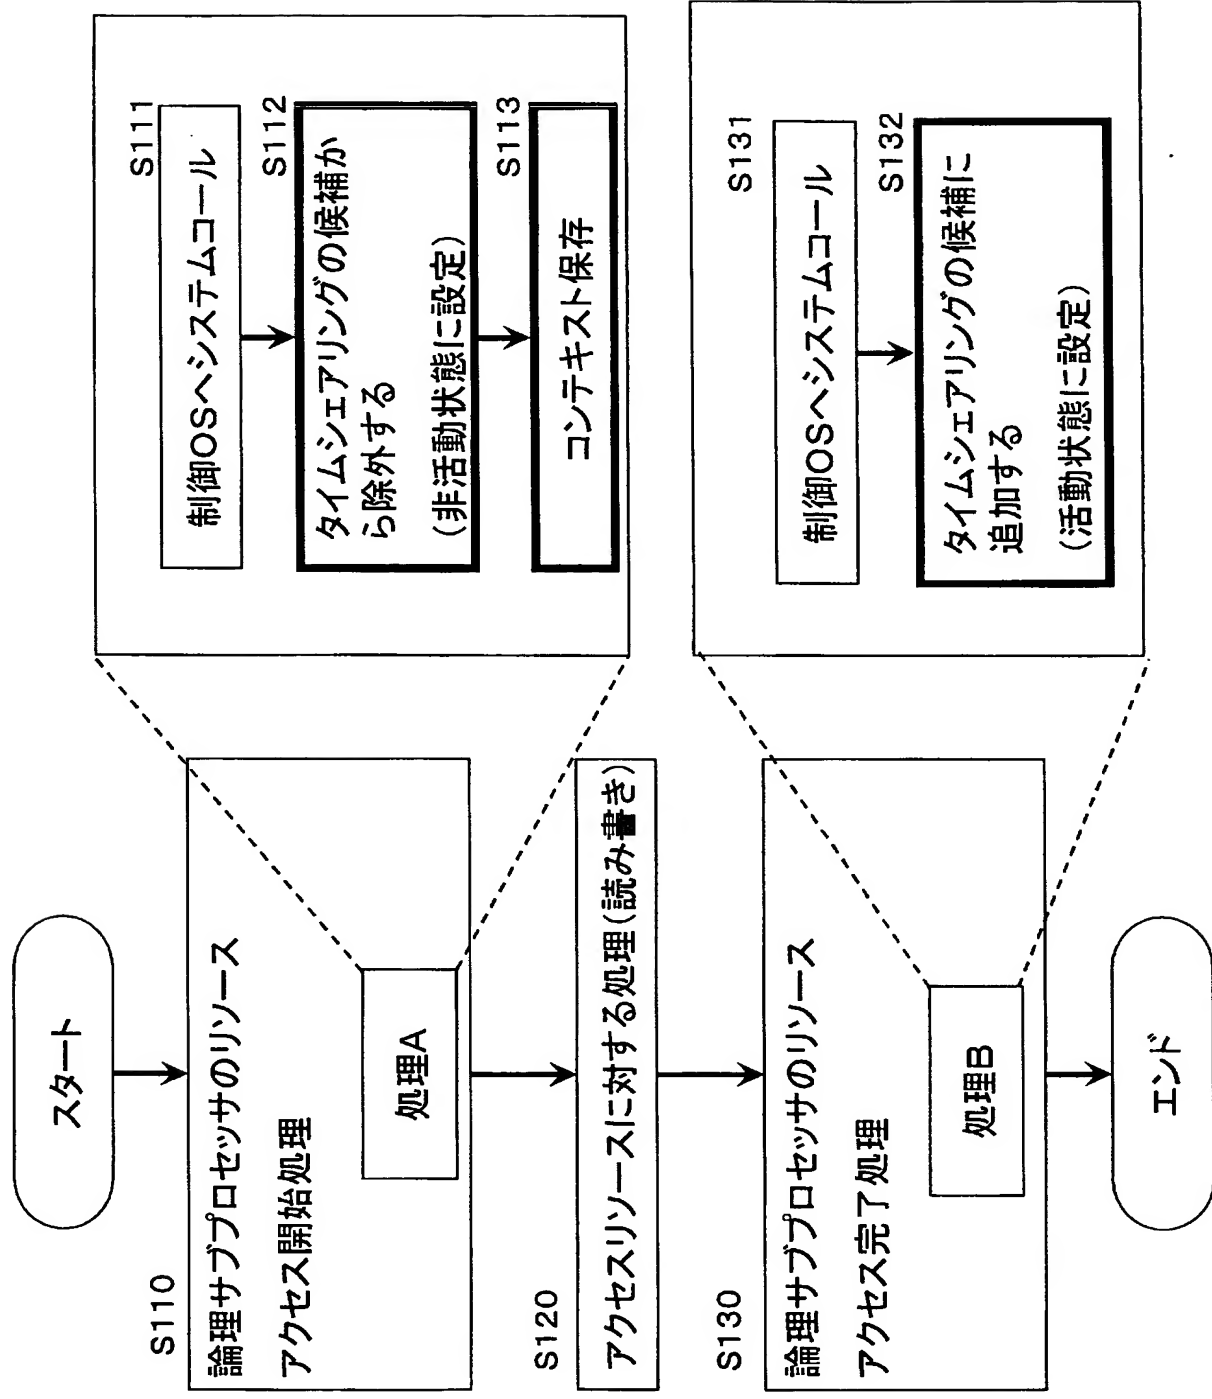 スタート
S110
論理サブプロセッサのリソース
アクセス開始処理
処理A
S120
アクセスリソースに対する処理(読み書き)
S130
論理サブプロセッサのリソース
アクセス完了処理
処理B
エンド
S111
制御OSへシステムコール
S112
タイムシェアリングの候補か
ら除外する
(非活動状態に設定)
S113
コンテキスト保存
S131
制御OSへシステムコール
S132
タイムシェアリングの候補に
追加する
(活動状態に設定)